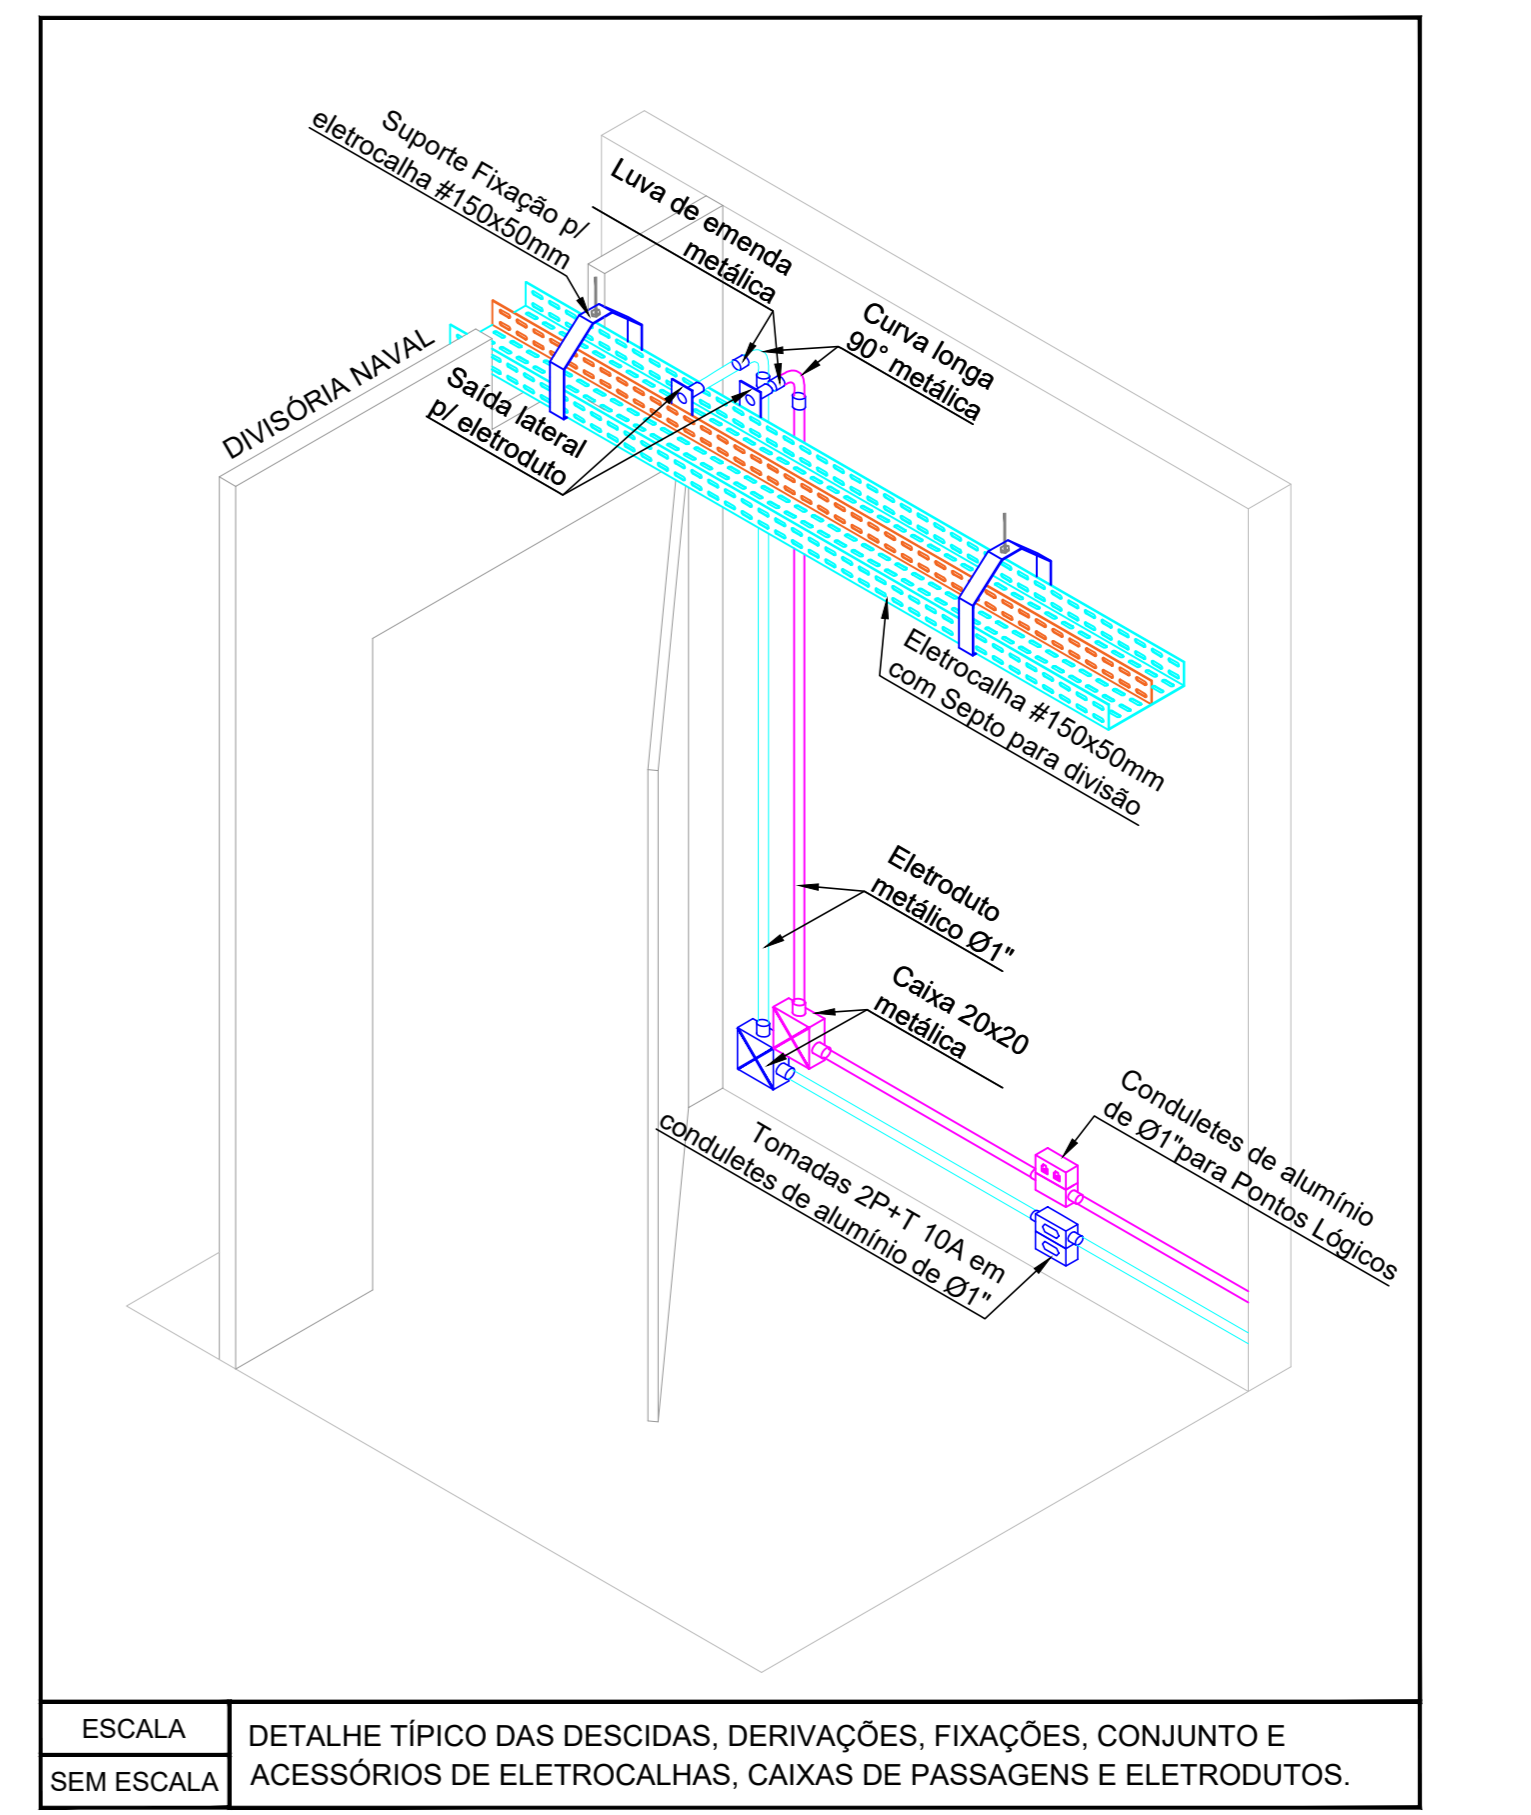 Suporte Fixação p/
eletrocalha #150x50mm
Luva de emenda
metálica
Curva longa
90° metálica
DIVISÓRIA NAVAL
Saída lateral
p/ eletroduto
Eletrocalha #150x50mm
com Septo para divisão
Eletroduto
metálico Ø1"
Caixa 20x20
metálica
Conduletes de alumínio
de Ø1"para Pontos Lógicos
Tomadas 2P+T 10A em
conduletes de alumínio de Ø1"
ESCALA
SEM ESCALA
DETALHE TÍPICO DAS DESCIDAS, DERIVAÇÕES, FIXAÇÕES, CONJUNTO E
ACESSÓRIOS DE ELETROCALHAS, CAIXAS DE PASSAGENS E ELETRODUTOS.